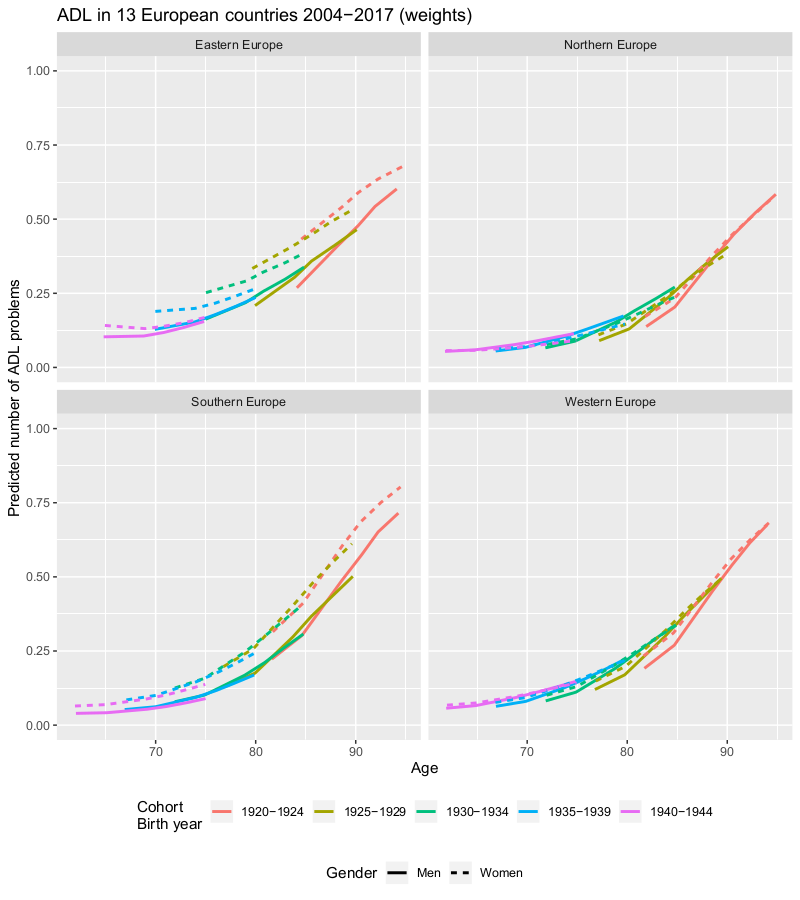 ADL in 13 European countries 2004−2017 (weights)
Eastern Europe
Northern Europe
1.00
0.75
0.50
0.25
0.00
Southern Europe
Western Europe
1.00
0.75
0.50
0.25
0.00
Predicted number of ADL problems
70
80
90
70
80
90
Age
Cohort
Birth year
1920−1924
1925−1929
1930−1934
1935−1939
1940−1944
Gender
Men
Women